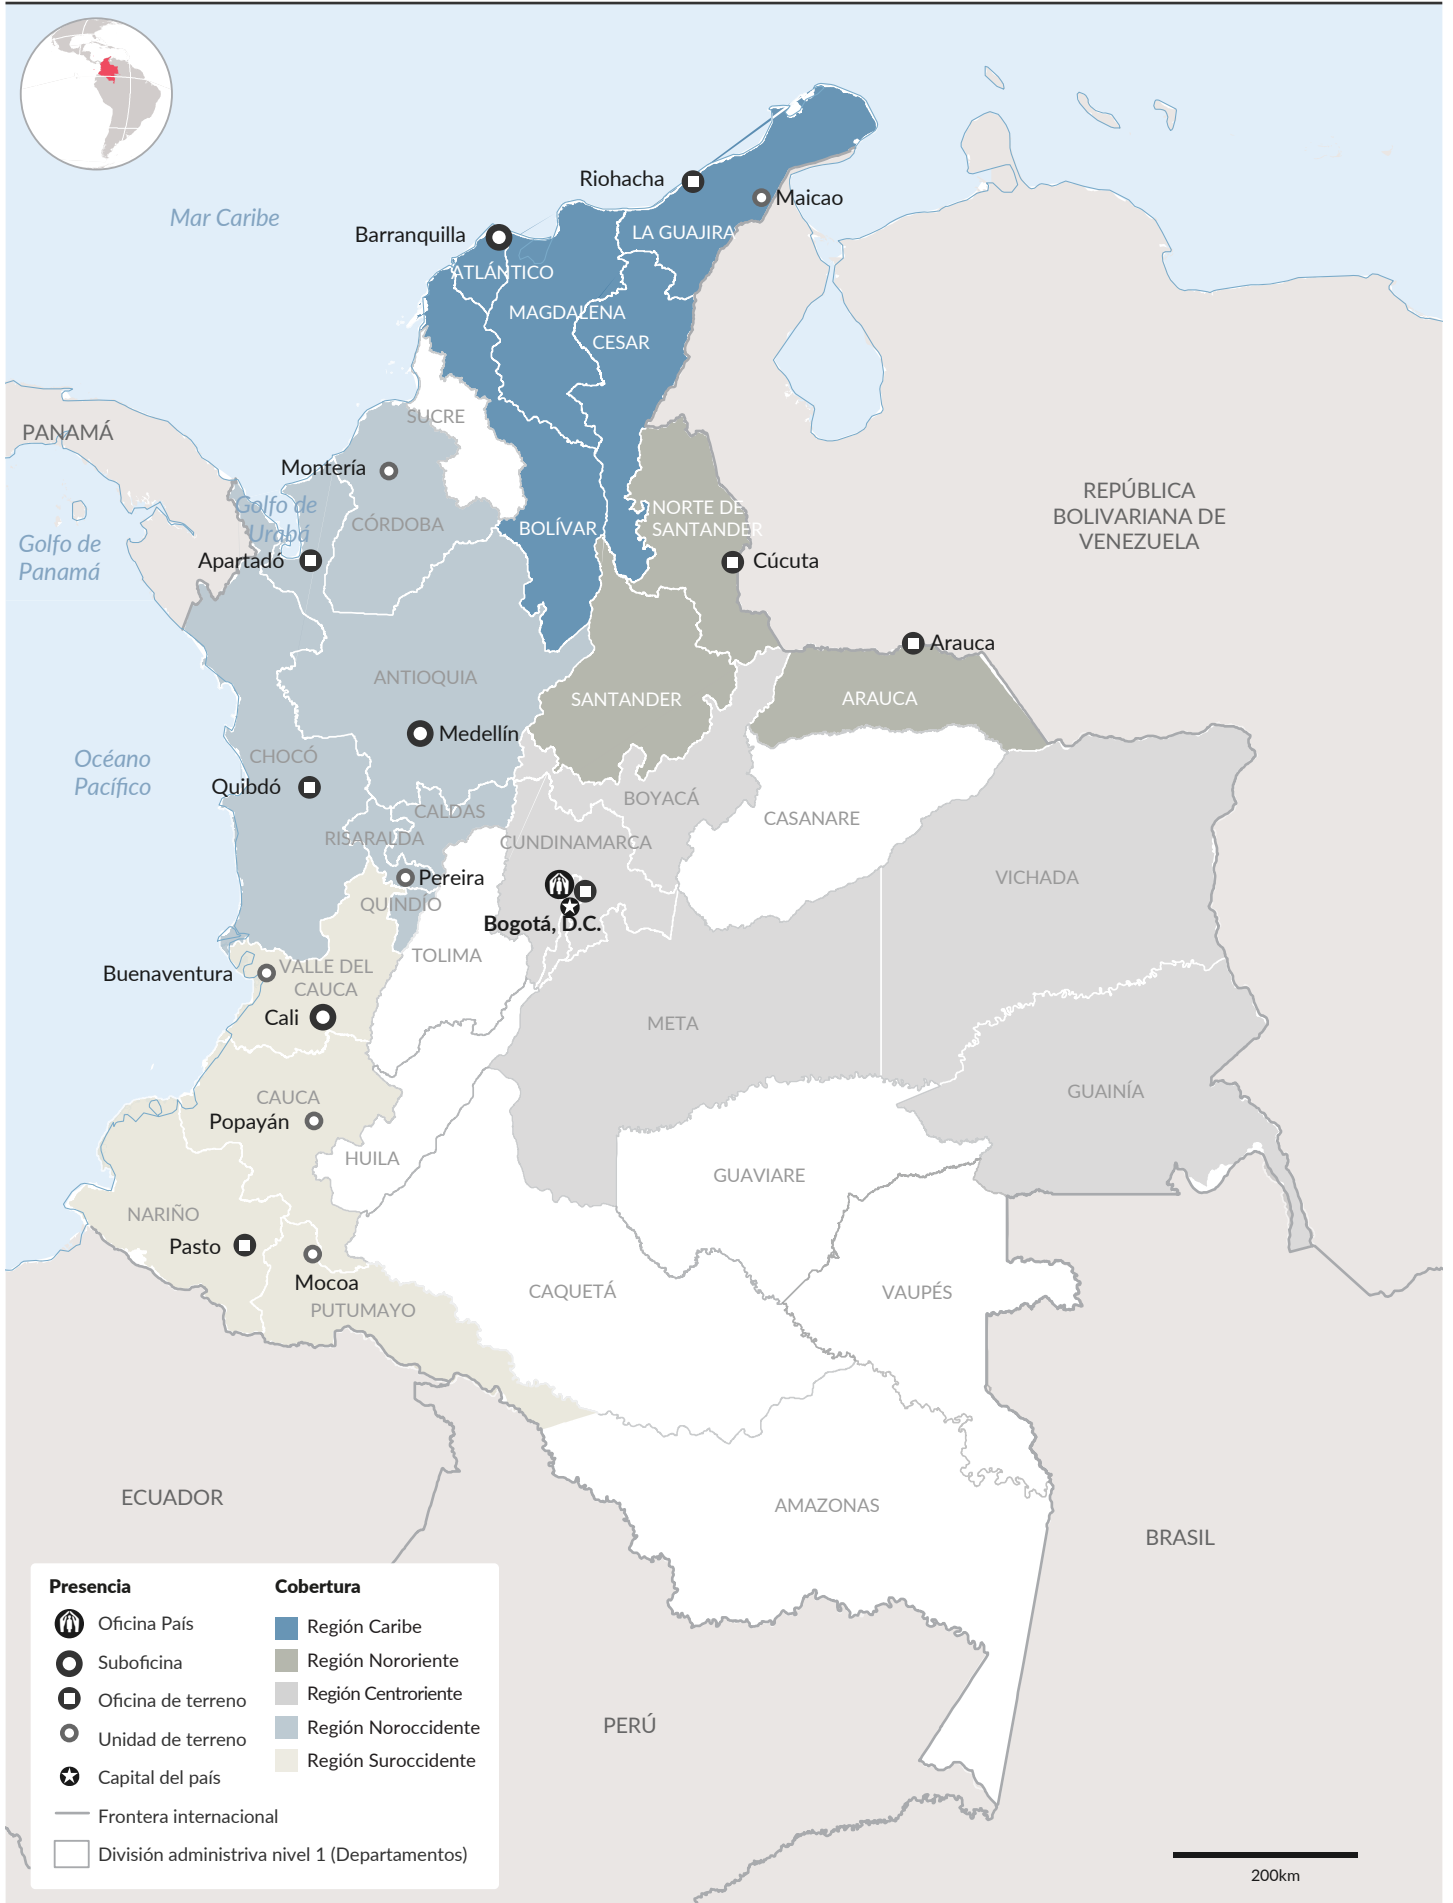 Riohacha
Maicao
Mar Caribe
Barranquilla
LA GUAJIRA
ATLÁNTICO
MAGDALENA
CESAR
SUCRE
PANAMÁ
Montería
REPÚBLICA
BOLIVARIANA DE
VENEZUELA
Golfo de
Urabá
NORTE DE
SANTANDER
CÓRDOBA
BOLÍVAR
Golfo de
Panamá
Apartadó
Cúcuta
Arauca
ANTIOQUIA
SANTANDER
ARAUCA
Medellín
Océano
Pacífico
CHOCÓ
Quibdó
BOYACÁ
CALDAS
CASANARE
RISARALDA
CUNDINAMARCA
Pereira
VICHADA
QUINDÍO
Bogotá, D.C.
TOLIMA
Buenaventura
VALLE DEL
CAUCA
Cali
META
GUAINÍA
CAUCA
Popayán
HUILA
GUAVIARE
NARIÑO
Pasto
Mocoa
CAQUETÁ
VAUPÉS
PUTUMAYO
ECUADOR
AMAZONAS
BRASIL
PERÚ
Presencia
Oficina País
Suboficina
Oficina de terreno
Unidad de terreno
Capital del país
Frontera internacional
División administriva nivel 1 (Departamentos)
Cobertura
Región Caribe
Región Nororiente
Región Centroriente
Región Noroccidente
Región Suroccidente
200km